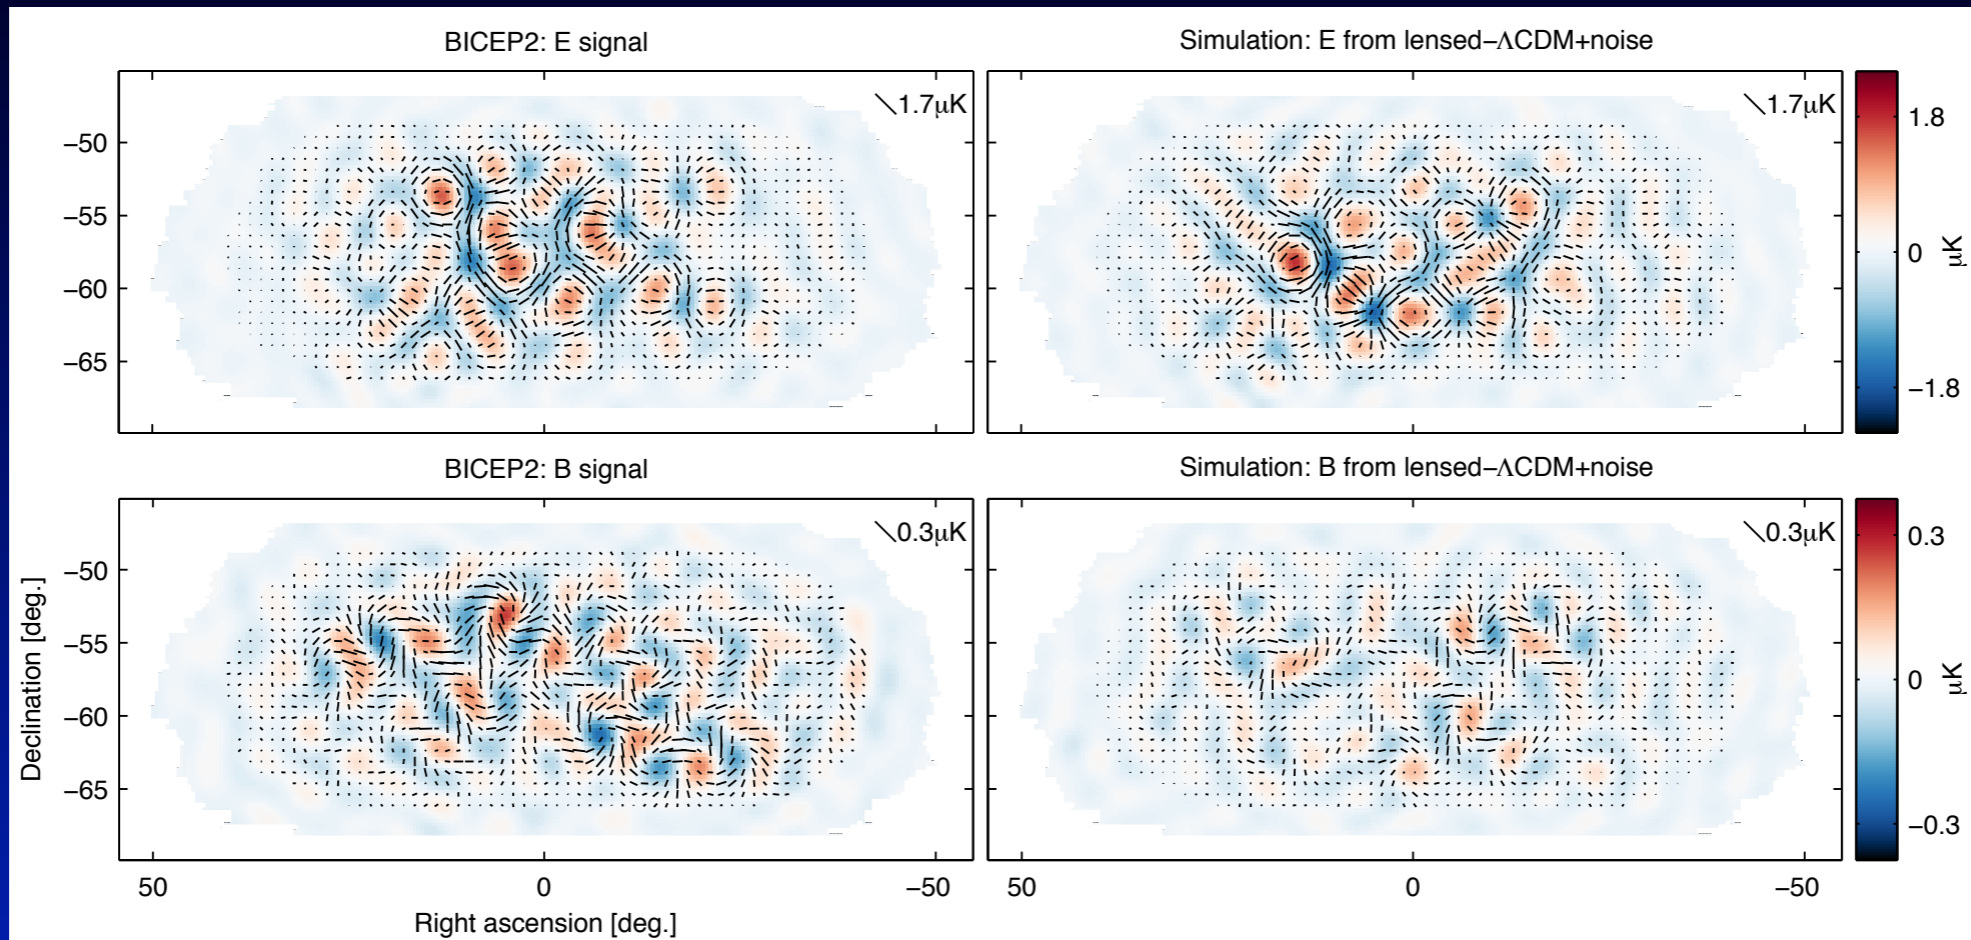 BICEP2: E signal
Simulation: E from lensed−ΛCDM+noise
1.7μK
1.7μK
−50
−55
−60
−65
1.8
0
−1.8
μK
BICEP2: B signal
Simulation: B from lensed−ΛCDM+noise
0.3μK
0.3μK
−50
−55
−60
−65
Declination [deg.]
0.3
0
−0.3
μK
50
0
−50
50
0
−50
Right ascension [deg.]